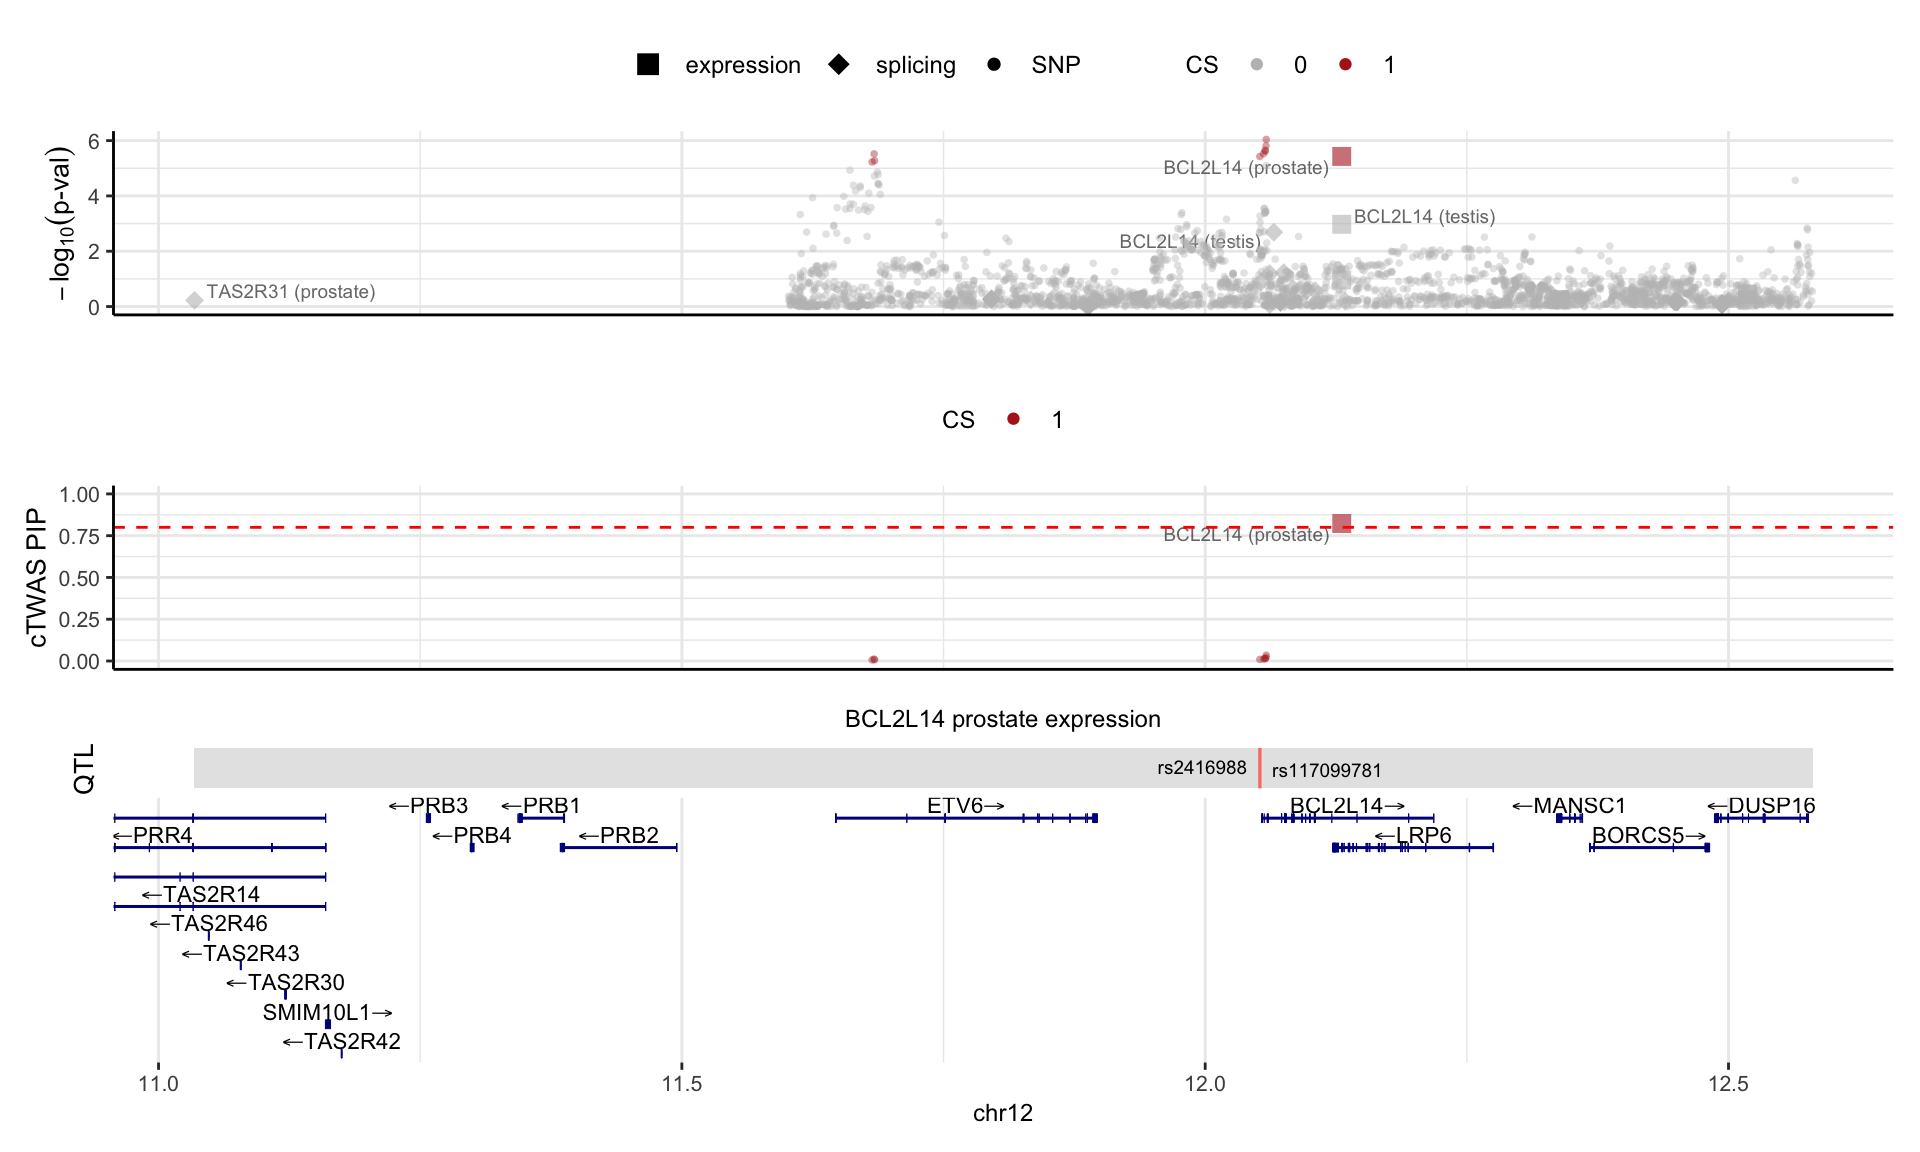 expression splicing SNP CS 0 1
−log10(p-val)
6
4
2
0
BCL2L14 (prostate)
BCL2L14 (testis)
BCL2L14 (testis)
TAS2R31 (prostate)
CS 1
cTWAS PIP
1.00
0.75
0.50
0.25
0.00
BCL2L14 (prostate)
BCL2L14 prostate expression
QTL
rs2416988 rs117099781
←PRB3 ←PRB1 ETV6→ BCL2L14→ ←MANSC1 ←DUSP16
←PRR4 ←PRB4 ←PRB2 ←LRP6 BORCS5→
←TAS2R14
←TAS2R46
←TAS2R43
←TAS2R30
SMIM10L1→
←TAS2R42
11.0 11.5 12.0 12.5
chr12